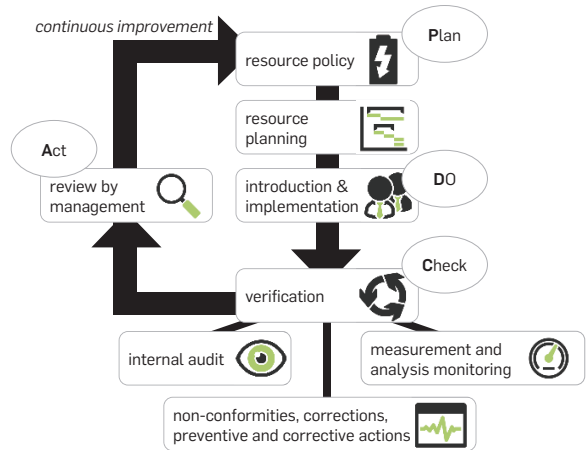 continuous improvement
Plan
resource policy
resource
planning
Act
review by
management
introduction &
implementation
DO
Check
verification
internal audit
measurement and
analysis monitoring
non-conformities, corrections,
preventive and corrective actions